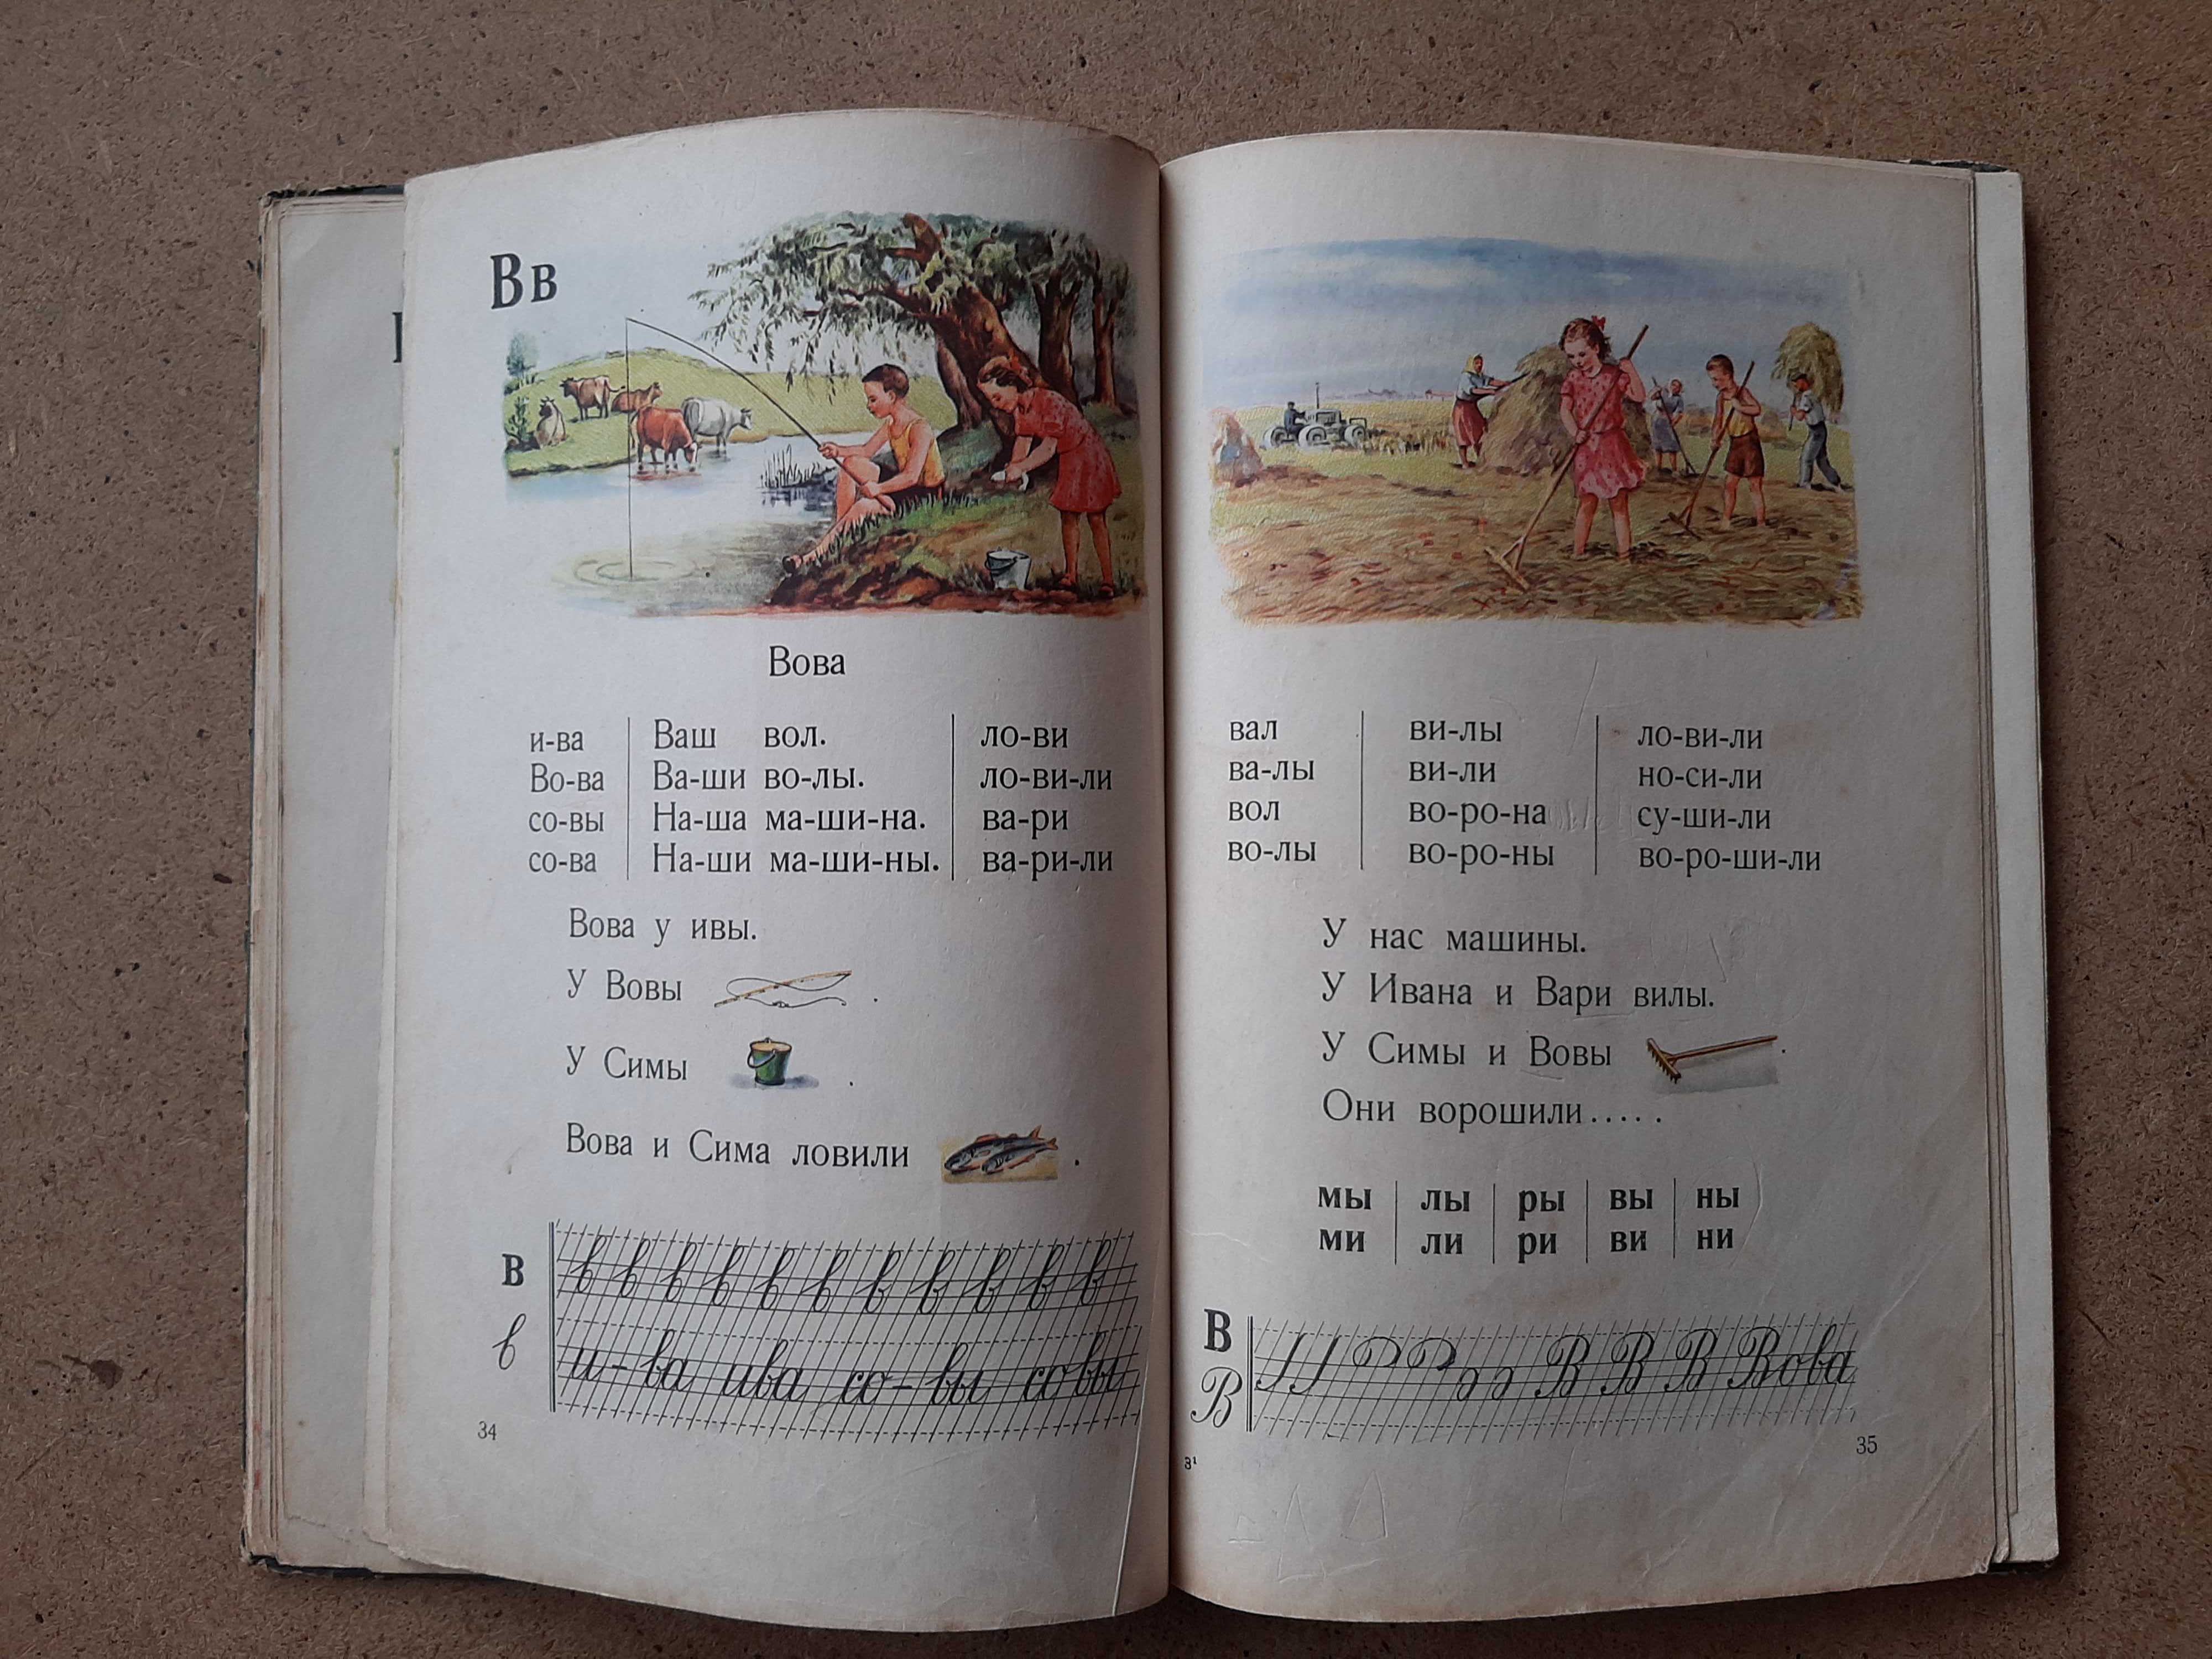 Вв
Вова
и-ва Ваш вол. ло-ви
Во-ва Ва-ши во-лы. ло-ви-ли
со-вы На-ша ма-ши-на. ва-ри
со-ва На-ши ма-ши-ны. ва-ри-ли
Вова у ивы.
У Вовы .
У Симы .
Вова и Сима ловили .
в в в в в в в в в в в в
в и-ва ива со-вы совы
34
вал ви-лы ло-ви-ли
ва-лы ви-ли но-си-ли
вол во-ро-на су-ши-ли
во-лы во-ро-ны во-ро-ши-ли
У нас машины.
У Ивана и Вари вилы.
У Симы и Вовы .
Они ворошили.....
мы лы ры вы ны
ми ли ри ви ни
В В В В Вова
В
3¹
35